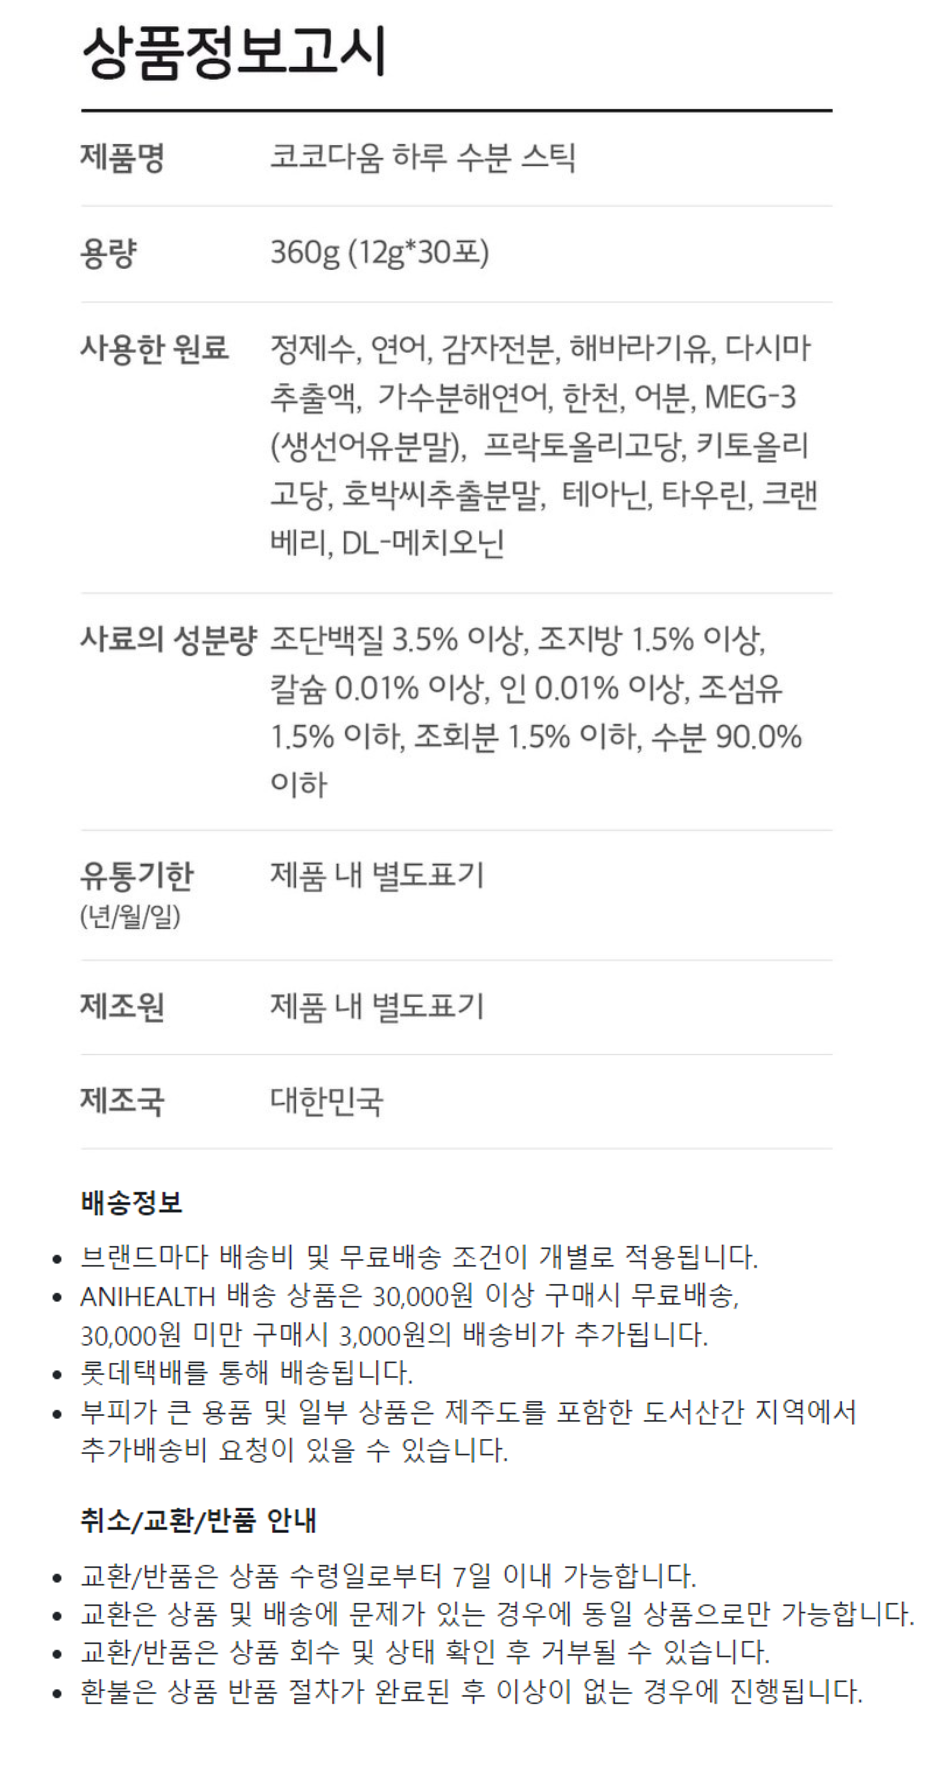 상품정보고시
제품명 코코다움 하루 수분 스틱
용량 360g (12g*30포)
사용한 원료 정제수, 연어, 감자전분, 해바라기유, 다시마
추출액, 가수분해연어, 한천, 어분, MEG-3
(생선어유분말), 프락토올리고당, 키토올리
고당, 호박씨추출분말, 테아닌, 타우린, 크랜
베리, DL-메치오닌
사료의 성분량 조단백질 3.5% 이상, 조지방 1.5% 이상,
칼슘 0.01% 이상, 인 0.01% 이상, 조섬유
1.5% 이하, 조회분 1.5% 이하, 수분 90.0%
이하
유통기한 제품 내 별도표기
(년/월/일)
제조원 제품 내 별도표기
제조국 대한민국
배송정보
• 브랜드마다 배송비 및 무료배송 조건이 개별로 적용됩니다.
• ANIHEALTH 배송 상품은 30,000원 이상 구매시 무료배송,
30,000원 미만 구매시 3,000원의 배송비가 추가됩니다.
• 롯데택배를 통해 배송됩니다.
• 부피가 큰 용품 및 일부 상품은 제주도를 포함한 도서산간 지역에서
추가배송비 요청이 있을 수 있습니다.
취소/교환/반품 안내
• 교환/반품은 상품 수령일로부터 7일 이내 가능합니다.
• 교환은 상품 및 배송에 문제가 있는 경우에 동일 상품으로만 가능합니다.
• 교환/반품은 상품 회수 및 상태 확인 후 거부될 수 있습니다.
• 환불은 상품 반품 절차가 완료된 후 이상이 없는 경우에 진행됩니다.